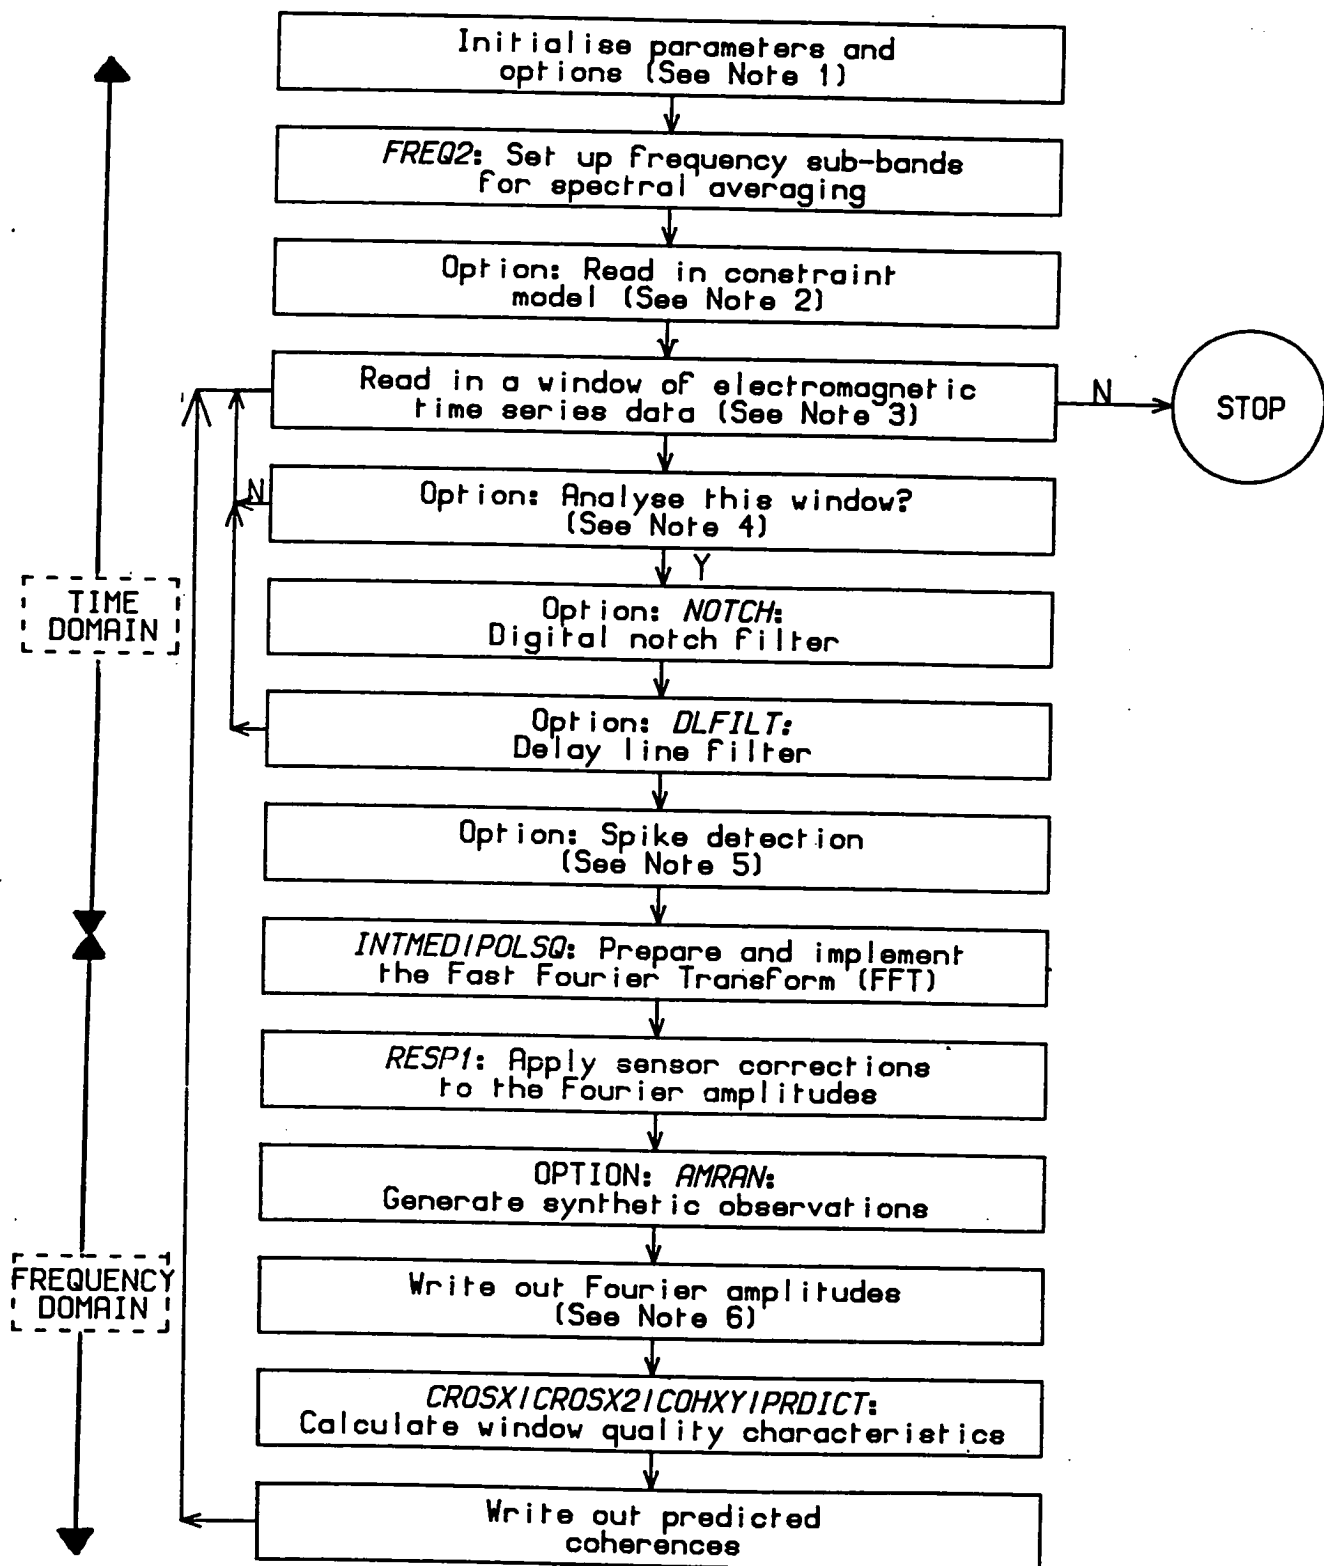 Initialise parameters and
options (See Note 1)
FREQ2: Set up frequency sub-bands
for spectral averaging
Option: Read in constraint
model (See Note 2)
Read in a window of electromagnetic
time series data (See Note 3)
N
STOP
Option: Analyse this window?
(See Note 4)
N
Y
TIME
DOMAIN
Option: NOTCH:
Digital notch filter
Option: DLFILT:
Delay line filter
Option: Spike detection
(See Note 5)
INTMED/POLSQ: Prepare and implement
the Fast Fourier Transform (FFT)
RESP1: Apply sensor corrections
to the Fourier amplitudes
OPTION: AMRAN:
Generate synthetic observations
FREQUENCY
DOMAIN
Write out Fourier amplitudes
(See Note 6)
CROSX/CROSX2/COHXY/PRDICT:
Calculate window quality characteristics
Write out predicted
coherences